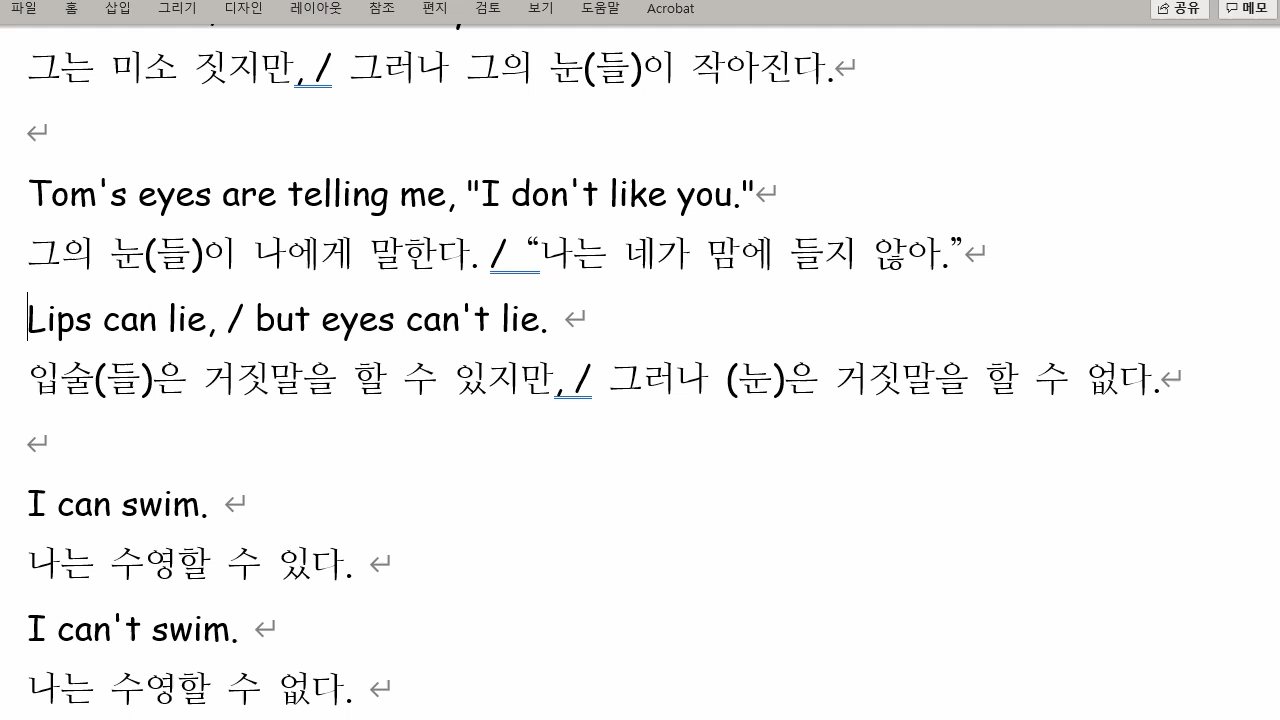 파일 홈 삽입 그리기 디자인 레이아웃 참조 편지 검토 보기 도움말 Acrobat 공유 메모
그는 미소 짓지만, / 그러나 그의 눈(들)이 작아진다.
Tom's eyes are telling me, "I don't like you."
그의 눈(들)이 나에게 말한다. / “나는 네가 맘에 들지 않아.”
Lips can lie, / but eyes can't lie.
입술(들)은 거짓말을 할 수 있지만, / 그러나 (눈)은 거짓말을 할 수 없다.
I can swim.
나는 수영할 수 있다.
I can't swim.
나는 수영할 수 없다.